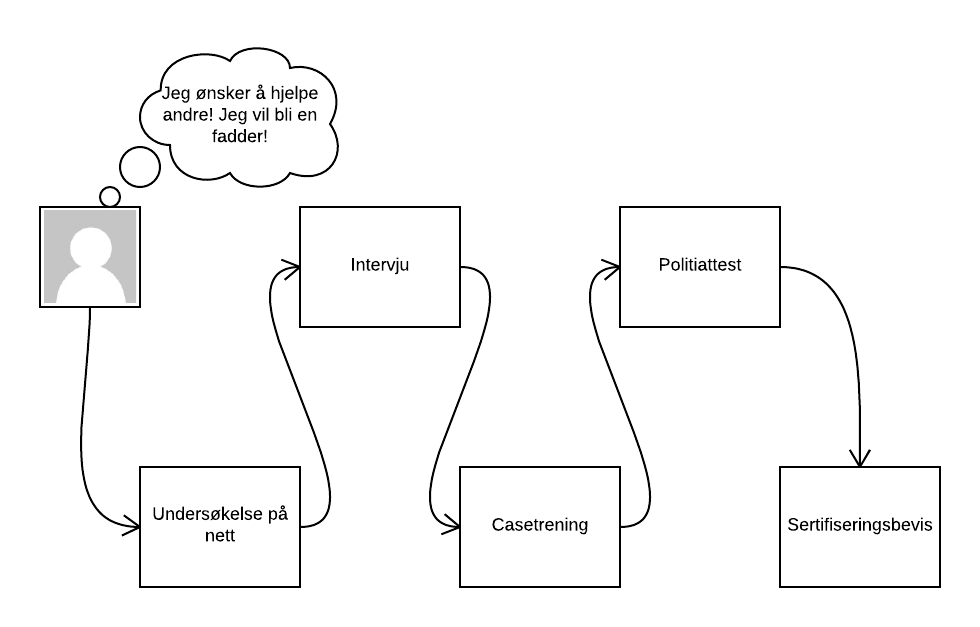 Jeg ønsker å hjelpe
andre! Jeg vil bli en
fadder!
Undersøkelse på
nett
Intervju
Casetrening
Politiattest
Sertifiseringsbevis